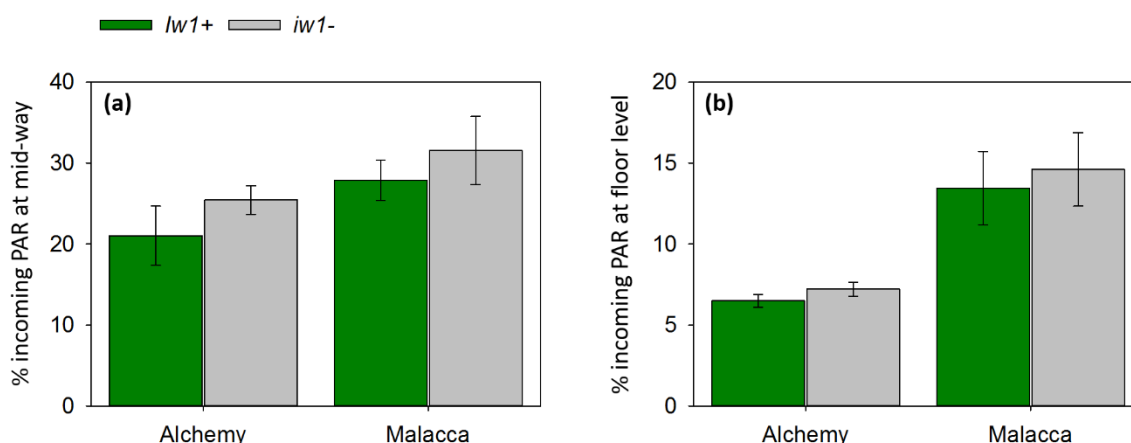 Iw1+ iw1-
(a)
% incoming PAR at mid-way
40
30
20
10
0
Alchemy Malacca
(b)
% incoming PAR at floor level
20
15
10
5
0
Alchemy Malacca